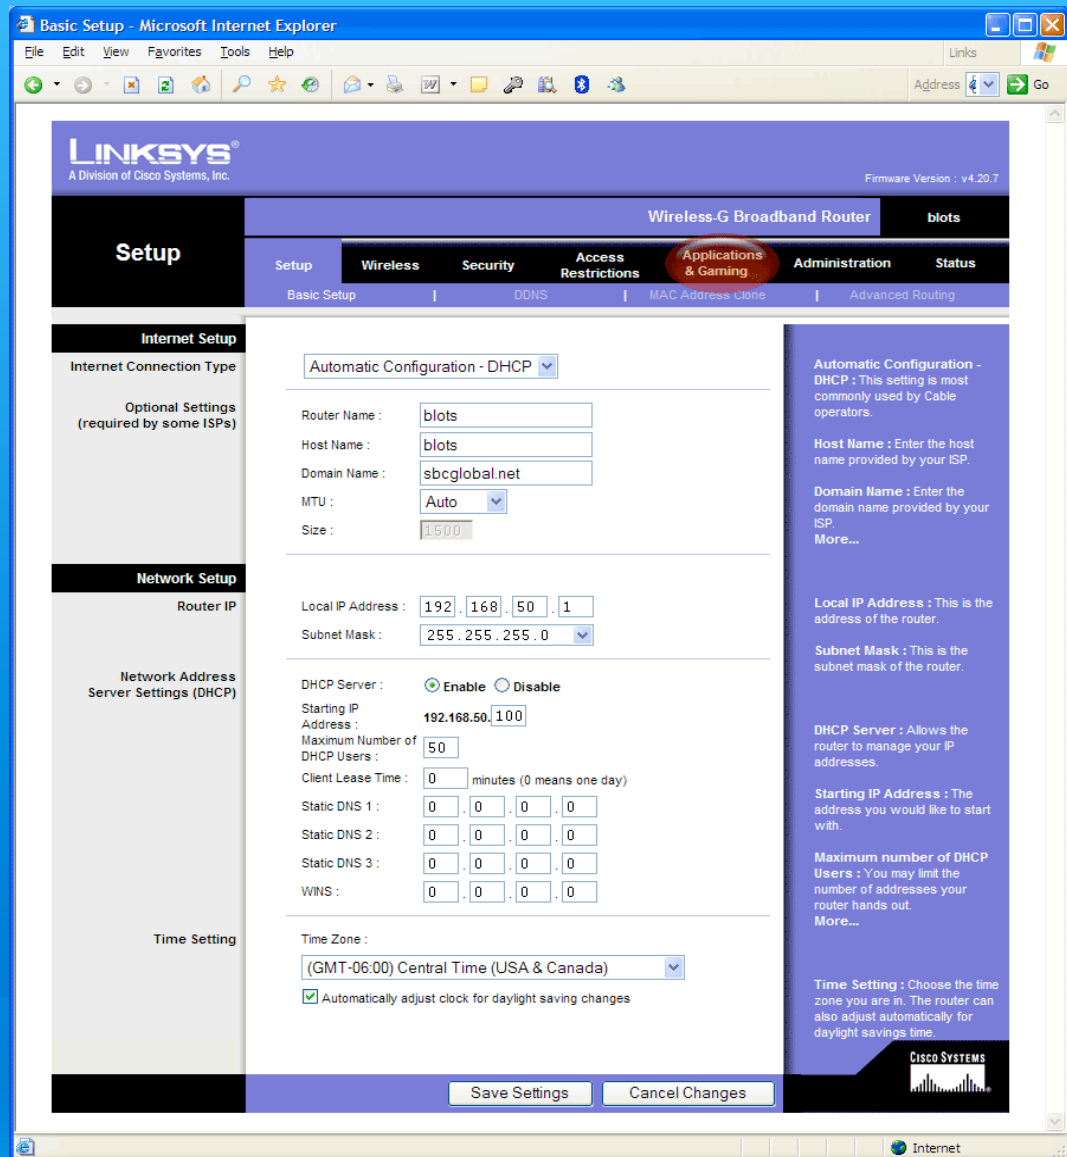 Basic Setup - Microsoft Internet Explorer
File Edit View Favorites Tools Help Links
Address Go
LINKSYS®
A Division of Cisco Systems, Inc.
Firmware Version : v4.20.7
Wireless-G Broadband Router blots
Setup
Setup Wireless Security Access Restrictions Applications & Gaming Administration Status
Basic Setup | DDNS | MAC Address Clone | Advanced Routing
Internet Setup
Internet Connection Type
Automatic Configuration - DHCP
Optional Settings
(required by some ISPs)
Router Name : blots
Host Name : blots
Domain Name : sbcglobal.net
MTU : Auto
Size : 1500
Network Setup
Router IP
Local IP Address : 192 . 168 . 50 . 1
Subnet Mask : 255.255.255.0
Network Address
Server Settings (DHCP)
DHCP Server : Enable Disable
Starting IP
Address : 192.168.50. 100
Maximum Number of
DHCP Users : 50
Client Lease Time : 0 minutes (0 means one day)
Static DNS 1 : 0 . 0 . 0 . 0
Static DNS 2 : 0 . 0 . 0 . 0
Static DNS 3 : 0 . 0 . 0 . 0
WINS : 0 . 0 . 0 . 0
Time Setting
Time Zone :
(GMT-06:00) Central Time (USA & Canada)
Automatically adjust clock for daylight saving changes
Automatic Configuration -
DHCP : This setting is most
commonly used by Cable
operators.
Host Name : Enter the host
name provided by your ISP.
Domain Name : Enter the
domain name provided by your
ISP.
More...
Local IP Address : This is the
address of the router.
Subnet Mask : This is the
subnet mask of the router.
DHCP Server : Allows the
router to manage your IP
addresses.
Starting IP Address : The
address you would like to start
with.
Maximum number of DHCP
Users : You may limit the
number of addresses your
router hands out.
More...
Time Setting : Choose the time
zone you are in. The router can
also adjust automatically for
daylight savings time.
CISCO SYSTEMS
Save Settings Cancel Changes
Internet